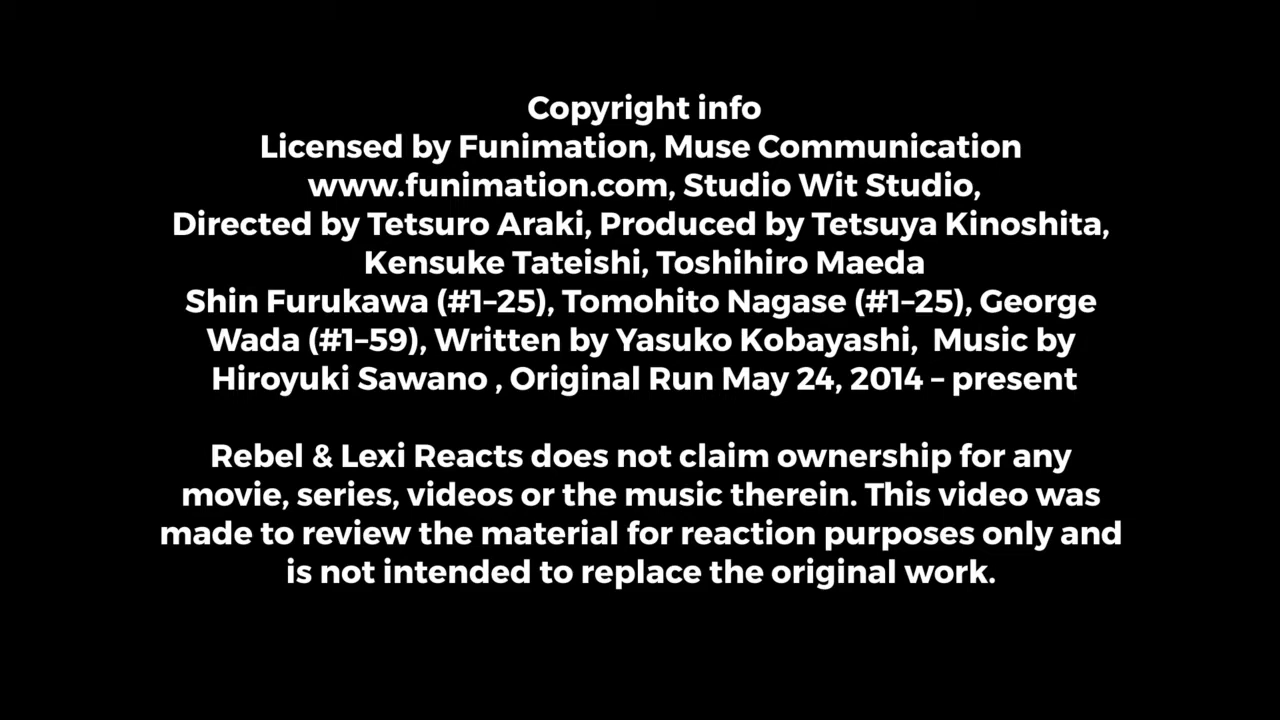 Copyright info
Licensed by Funimation, Muse Communication
www.funimation.com, Studio Wit Studio,
Directed by Tetsuro Araki, Produced by Tetsuya Kinoshita,
Kensuke Tateishi, Toshihiro Maeda
Shin Furukawa (#1–25), Tomohito Nagase (#1–25), George
Wada (#1–59), Written by Yasuko Kobayashi,  Music by
Hiroyuki Sawano , Original Run May 24, 2014 – present
Rebel & Lexi Reacts does not claim ownership for any
movie, series, videos or the music therein. This video was
made to review the material for reaction purposes only and
is not intended to replace the original work.